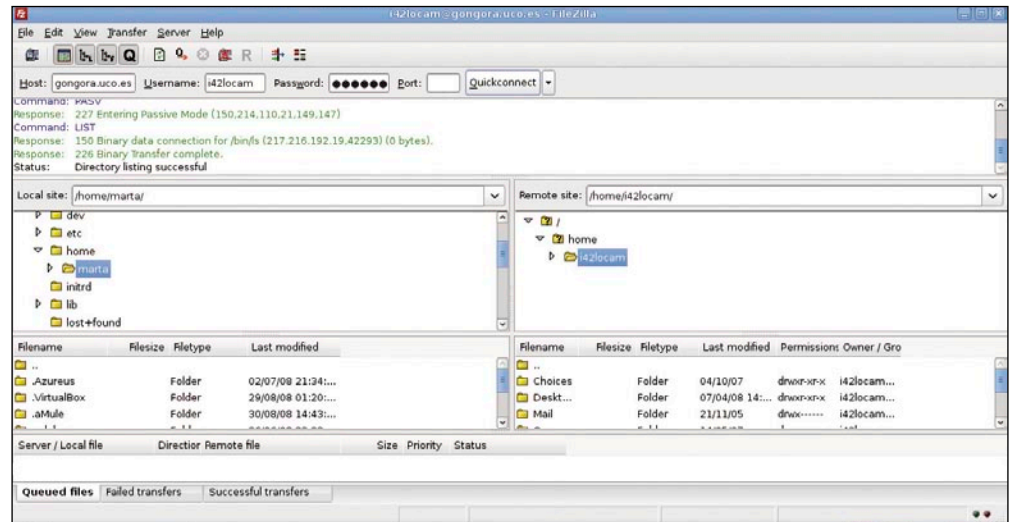 i42locam@gongora.uco.es - FileZilla
File Edit View Transfer Server Help
Host: gongora.uco.es Username: i42locam Password: ●●●●●● Port: Quickconnect
Command: PASV
Response: 227 Entering Passive Mode (150,214,110,21,149,147)
Command: LIST
Response: 150 Binary data connection for /bin/ls (217.216.192.19,42293) (0 bytes).
Response: 226 Binary Transfer complete.
Status: Directory listing successful
Local site: /home/marta/
dev
etc
home
marta
initrd
lib
lost+found
Remote site: /home/i42locam/
/
home
i42locam
Filename Filesize Filetype Last modified
..
.Azureus Folder 02/07/08 21:34:...
.VirtualBox Folder 29/08/08 01:20:...
.aMule Folder 30/08/08 14:43:...
Filename Filesize Filetype Last modified Permissions Owner / Gro
..
Choices Folder 04/10/07 drwxr-xr-x i42locam...
Deskt... Folder 07/04/08 14:... drwxr-xr-x i42locam...
Mail Folder 21/11/05 drwx------ i42locam...
Server / Local file Direction Remote file Size Priority Status
Queued files Failed transfers Successful transfers